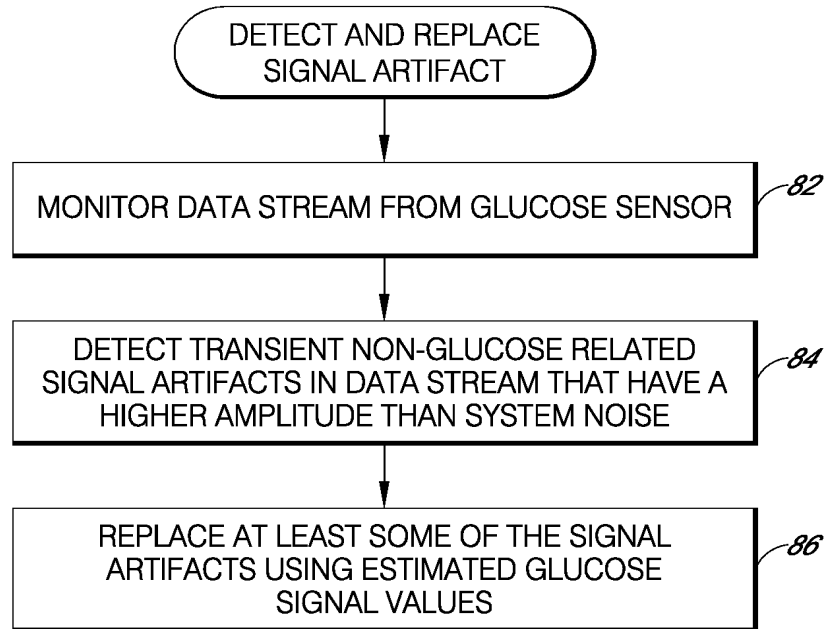 DETECT AND REPLACE
SIGNAL ARTIFACT
MONITOR DATA STREAM FROM GLUCOSE SENSOR
82
DETECT TRANSIENT NON-GLUCOSE RELATED
SIGNAL ARTIFACTS IN DATA STREAM THAT HAVE A
HIGHER AMPLITUDE THAN SYSTEM NOISE
84
REPLACE AT LEAST SOME OF THE SIGNAL
ARTIFACTS USING ESTIMATED GLUCOSE
SIGNAL VALUES
86